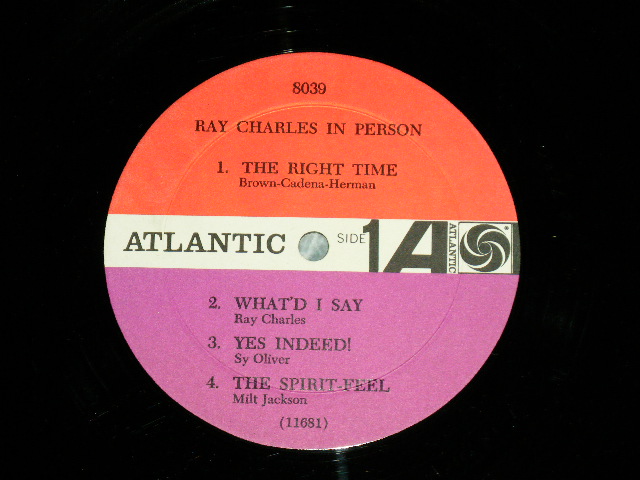 8039
RAY CHARLES IN PERSON
1. THE RIGHT TIME
Brown-Cadena-Herman
ATLANTIC SIDE 1 A ATLANTIC
2. WHAT'D I SAY
Ray Charles
3. YES INDEED!
Sy Oliver
4. THE SPIRIT-FEEL
Milt Jackson
(11681)